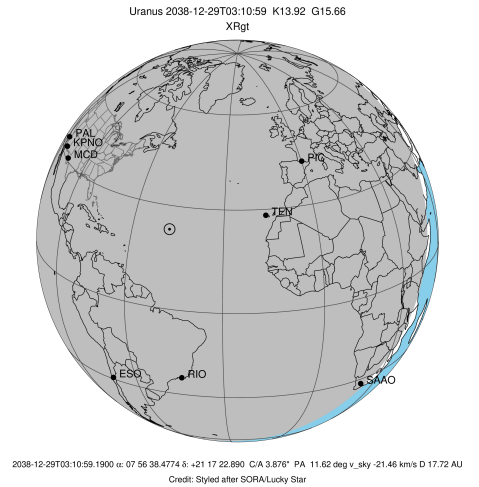 Uranus 2038-12-29T03:10:59 K13.92 G15.66
XRgt
PAL
KPNO
MCD
PIC
TEN
ESO
RIO
SAAO
2038-12-29T03:10:59.1900 α: 07 56 38.4774 δ: +21 17 22.890 C/A 3.876" PA 11.62 deg v_sky -21.46 km/s D 17.72 AU
Credit: Styled after SORA/Lucky Star